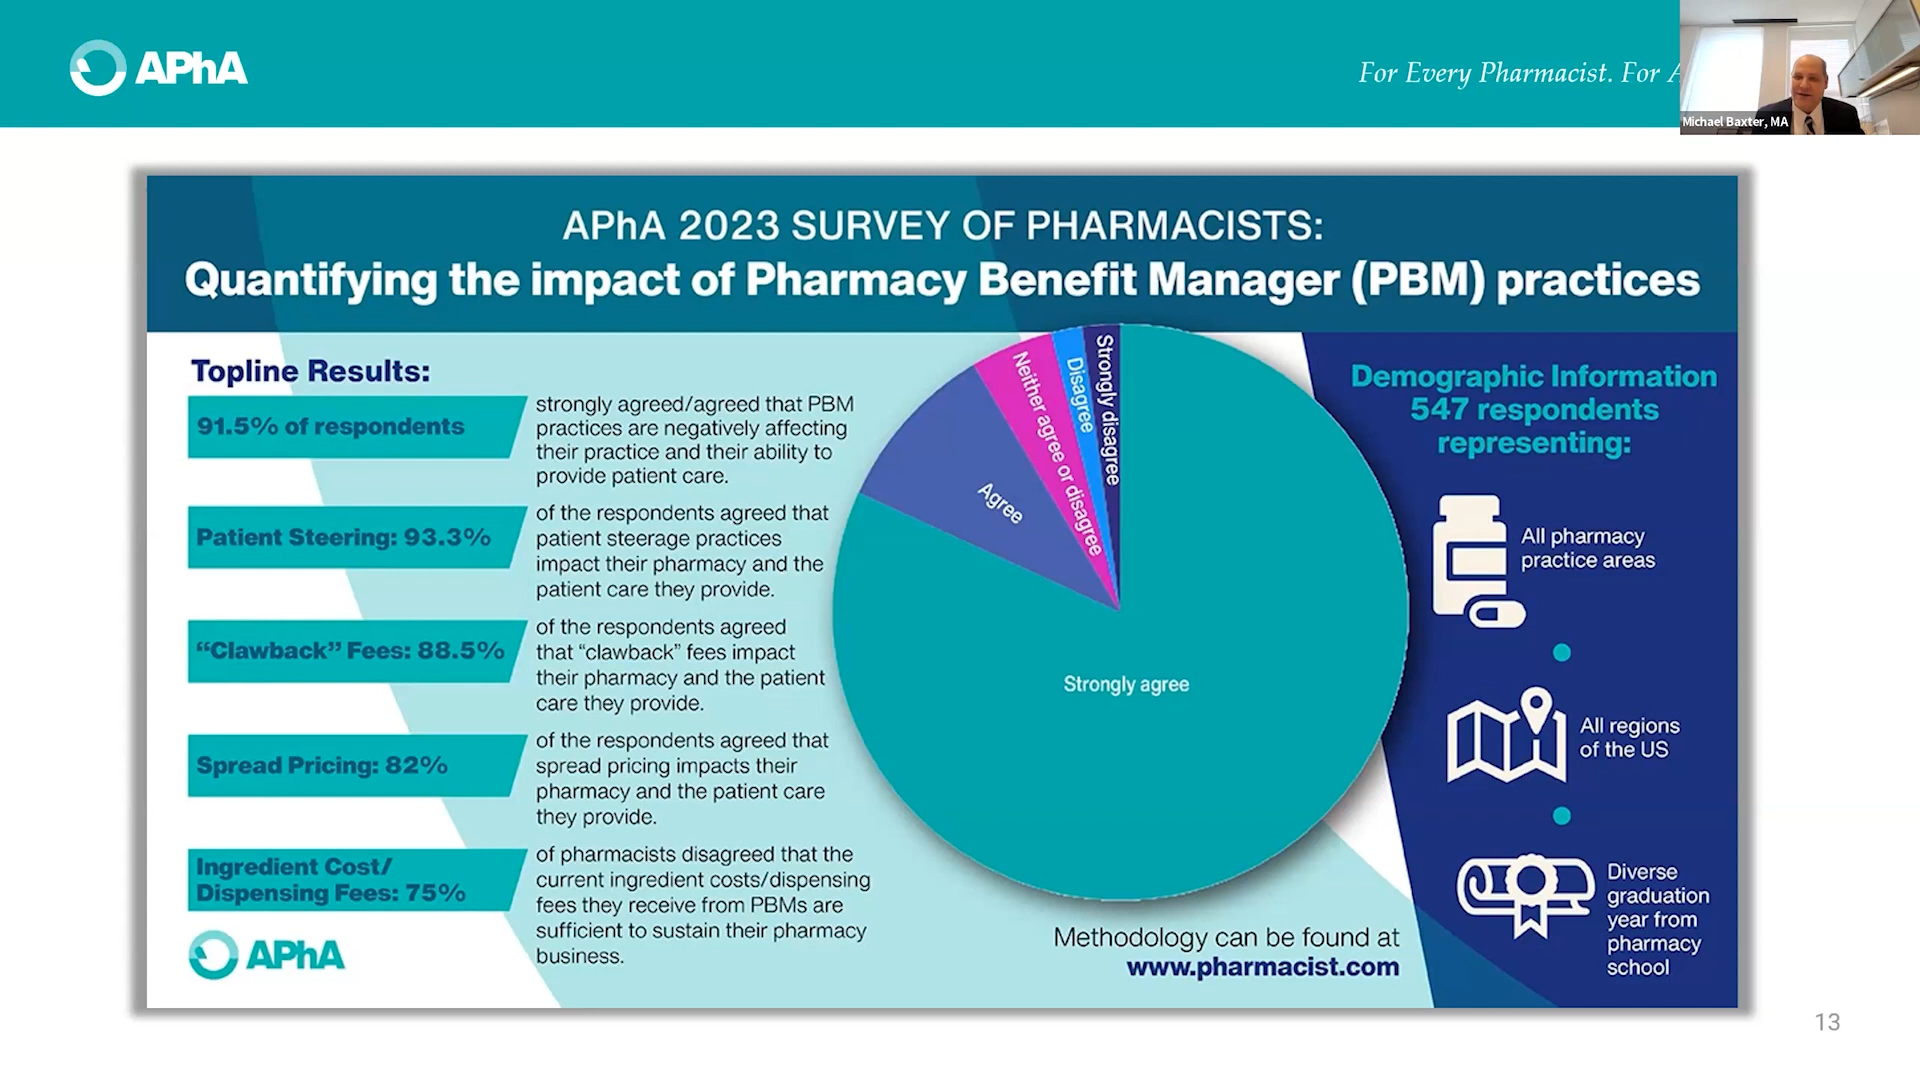 APhA
For Every Pharmacist. For
Michael Baxter, MA
APhA 2023 SURVEY OF PHARMACISTS:
Quantifying the impact of Pharmacy Benefit Manager (PBM) practices
Topline Results:
91.5% of respondents
strongly agreed/agreed that PBM
practices are negatively affecting
their practice and their ability to
provide patient care.
Patient Steering: 93.3%
of the respondents agreed that
patient steerage practices
impact their pharmacy and the
patient care they provide.
“Clawback” Fees: 88.5%
of the respondents agreed
that “clawback” fees impact
their pharmacy and the patient
care they provide.
Spread Pricing: 82%
of the respondents agreed that
spread pricing impacts their
pharmacy and the patient care
they provide.
Ingredient Cost/
Dispensing Fees: 75%
of pharmacists disagreed that the
current ingredient costs/dispensing
fees they receive from PBMs are
sufficient to sustain their pharmacy
business.
APhA
Agree
Neither agree or disagree
Disagree
Strongly disagree
Strongly agree
Methodology can be found at
www.pharmacist.com
Demographic Information
547 respondents
representing:
All pharmacy
practice areas
All regions
of the US
Diverse
graduation
year from
pharmacy
school
13